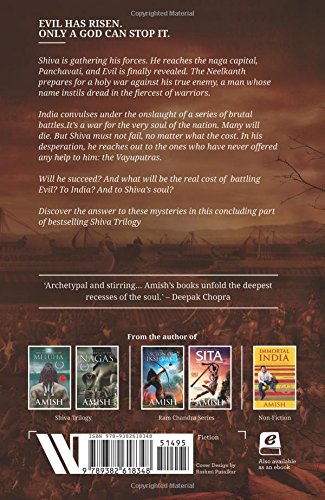 EVIL HAS RISEN.
ONLY A GOD CAN STOP IT.
Shiva is gathering his forces. He reaches the naga capital,
Panchavati, and Evil is finally revealed. The Neelkanth
prepares for a holy war against his true enemy, a man whose
name instils dread in the fiercest of warriors.
India convulses under the onslaught of a series of brutal
battles.It's a war for the very soul of the nation. Many will
die. But Shiva must not fail, no matter what the cost. In his
desperation, he reaches out to the ones who have never offered
any help to him: the Vayuputras.
Will he succeed? And what will be the real cost of battling
Evil? To India? And to Shiva's soul?
Discover the answer to these mysteries in this concluding part
of bestselling Shiva Trilogy
'Archetypal and stirring... Amish's books unfold the deepest
recesses of the soul.' – Deepak Chopra
From the author of
MELUHA
AMISH
NAGAS
AMISH
IKSHVAKU
AMISH
SITA
AMISH
IMMORTAL
INDIA
AMISH
Shiva Trilogy
Ram Chandra Series
Non-Fiction
W
ISBN 978-9382618348
51495
9 789382 618348
Fiction
Cover Design by
Rashmi Pusalkar
e
Also available
as an ebook